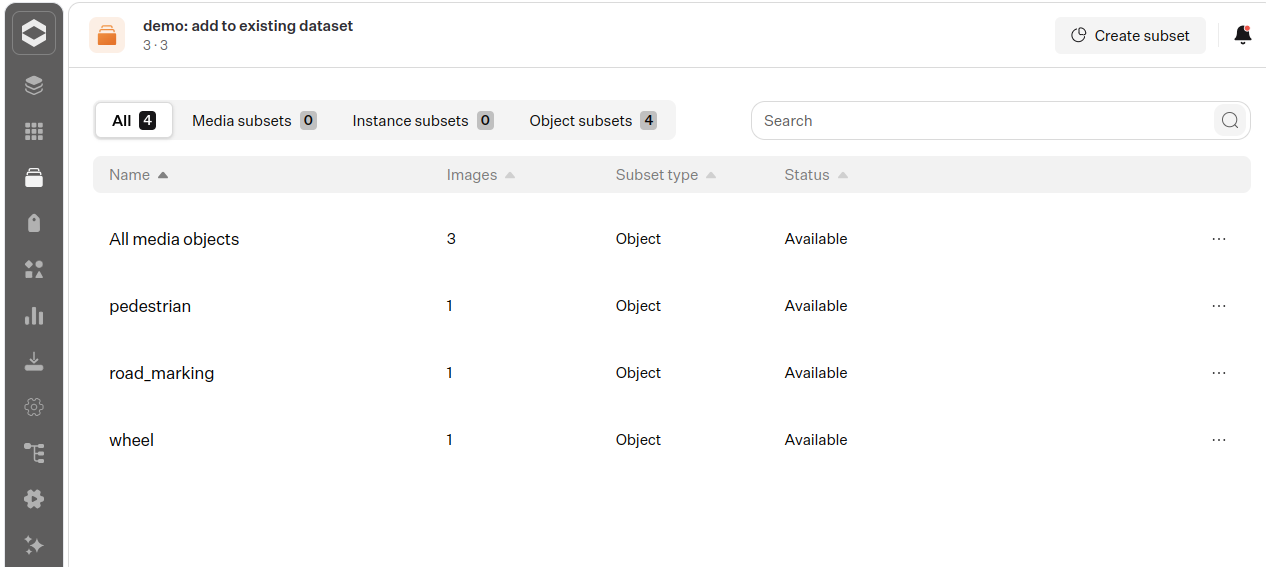 demo: add to existing dataset
3 · 3
Create subset
All 4 Media subsets 0 Instance subsets 0 Object subsets 4
Search
Name Images Subset type Status
All media objects 3 Object Available ...
pedestrian 1 Object Available ...
road_marking 1 Object Available ...
wheel 1 Object Available ...